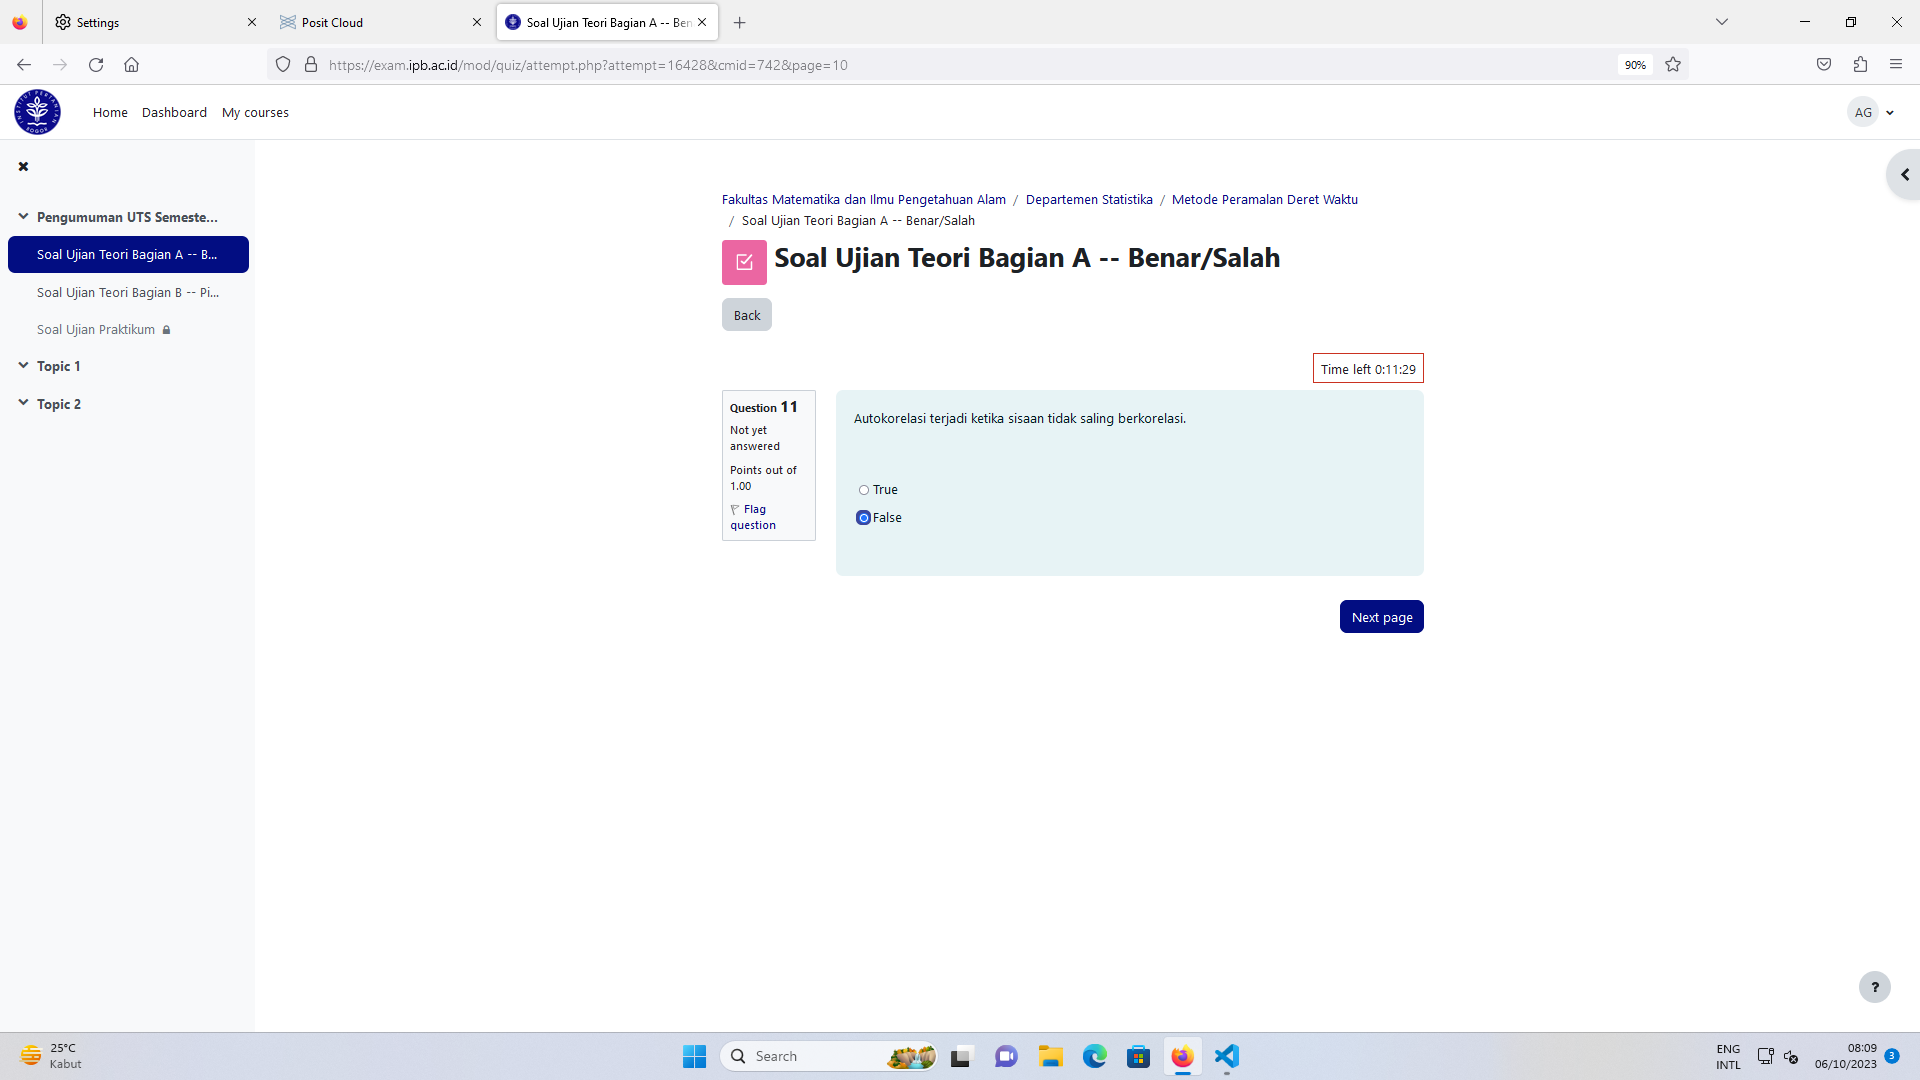 Settings
Posit Cloud
Soal Ujian Teori Bagian A -- Ben
https://exam.ipb.ac.id/mod/quiz/attempt.php?attempt=16428&cmid=742&page=10
90%
INSTITUT PERTANIAN BOGOR
Home
Dashboard
My courses
AG
Pengumuman UTS Semeste...
Soal Ujian Teori Bagian A -- B...
Soal Ujian Teori Bagian B -- Pi...
Soal Ujian Praktikum
Topic 1
Topic 2
Fakultas Matematika dan Ilmu Pengetahuan Alam / Departemen Statistika / Metode Peramalan Deret Waktu
/ Soal Ujian Teori Bagian A -- Benar/Salah
Soal Ujian Teori Bagian A -- Benar/Salah
Back
Time left 0:11:29
Question 11
Not yet
answered
Points out of
1.00
Flag
question
Autokorelasi terjadi ketika sisaan tidak saling berkorelasi.
True
False
Next page
?
25°C
Kabut
Search
ENG
INTL
08:09
06/10/2023
3